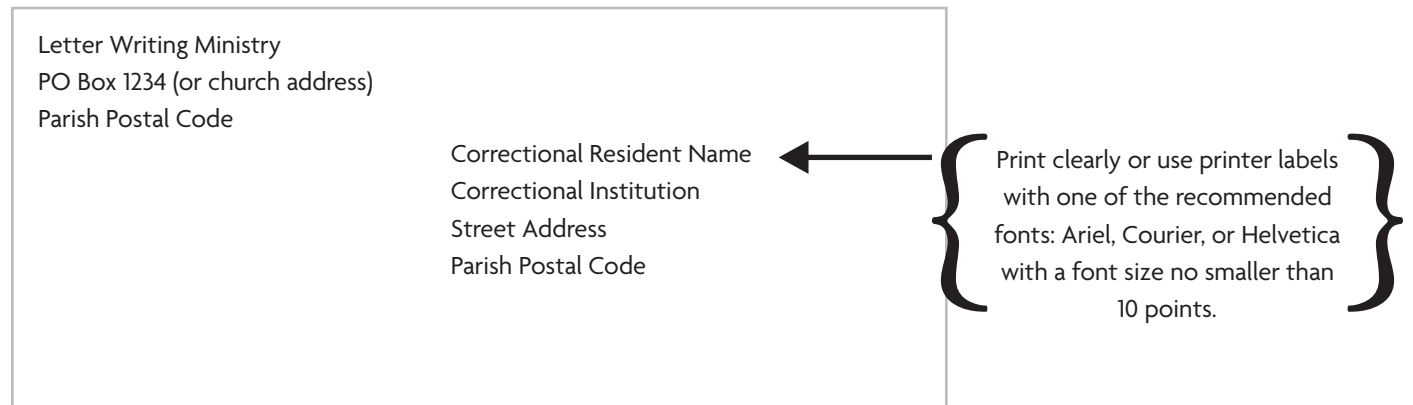 Letter Writing Ministry
PO Box 1234 (or church address)
Parish Postal Code
Correctional Resident Name
Correctional Institution
Street Address
Parish Postal Code
Print clearly or use printer labels
with one of the recommended
fonts: Ariel, Courier, or Helvetica
with a font size no smaller than
10 points.